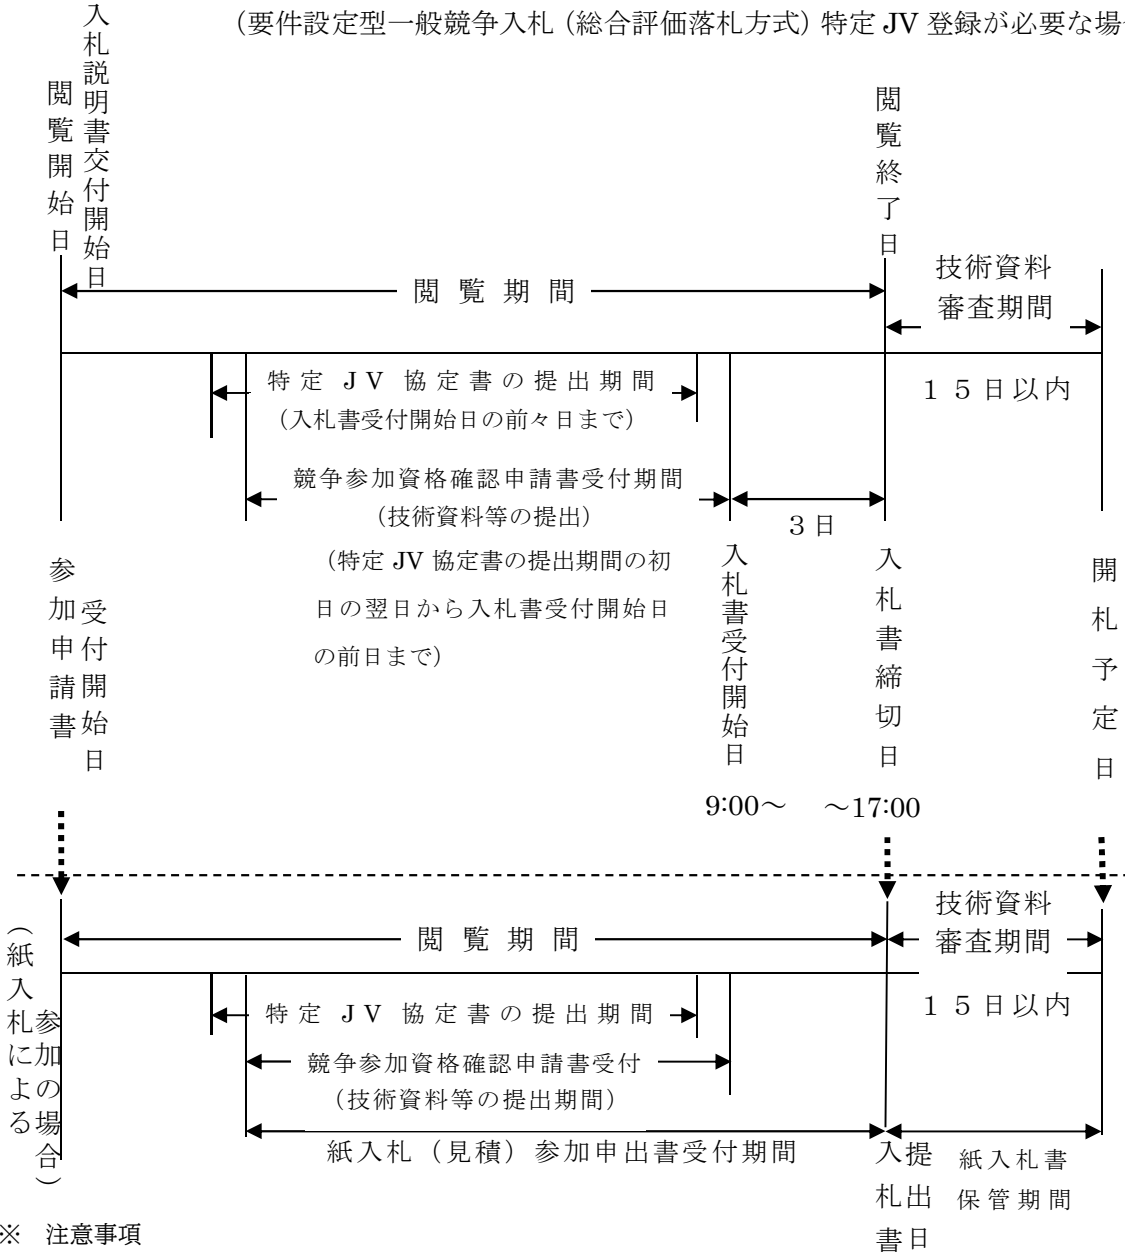 (要件設定型一般競争入札(総合評価落札方式)特定 JV 登録が必要な場
入札説明書交付開始日
閲覧開始日
閲覧終了日
閲覧期間
技術資料
審査期間
特定 JV 協定書の提出期間
(入札書受付開始日の前々日まで)
15日以内
競争参加資格確認申請書受付期間
(技術資料等の提出)
3日
(特定 JV 協定書の提出期間の初
日の翌日から入札書受付開始日
の前日まで)
参加申請書
受付開始日
入札書受付開始日
入札書締切日
開札予定日
9:00~
~17:00
(紙入札による
参加の場合)
閲覧期間
技術資料
審査期間
特定 JV 協定書の提出期間
15日以内
競争参加資格確認申請書受付
(技術資料等の提出期間)
紙入札(見積)参加申出書受付期間
入札書
提出日
紙入札書
保管期間
※ 注意事項